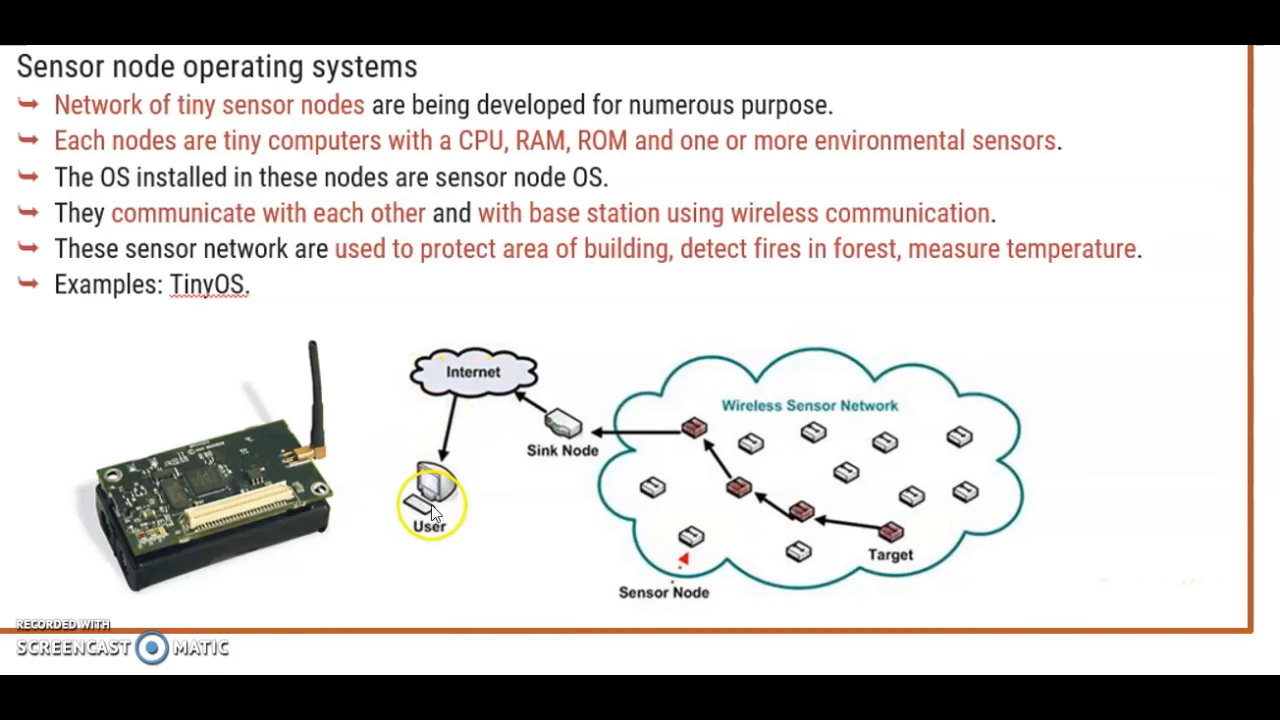 Sensor node operating systems
Network of tiny sensor nodes are being developed for numerous purpose.
Each nodes are tiny computers with a CPU, RAM, ROM and one or more environmental sensors.
The OS installed in these nodes are sensor node OS.
They communicate with each other and with base station using wireless communication.
These sensor network are used to protect area of building, detect fires in forest, measure temperature.
Examples: TinyOS.
Internet
Wireless Sensor Network
Sink Node
User
Target
Sensor Node
RECORDED WITH
SCREENCAST MATIC